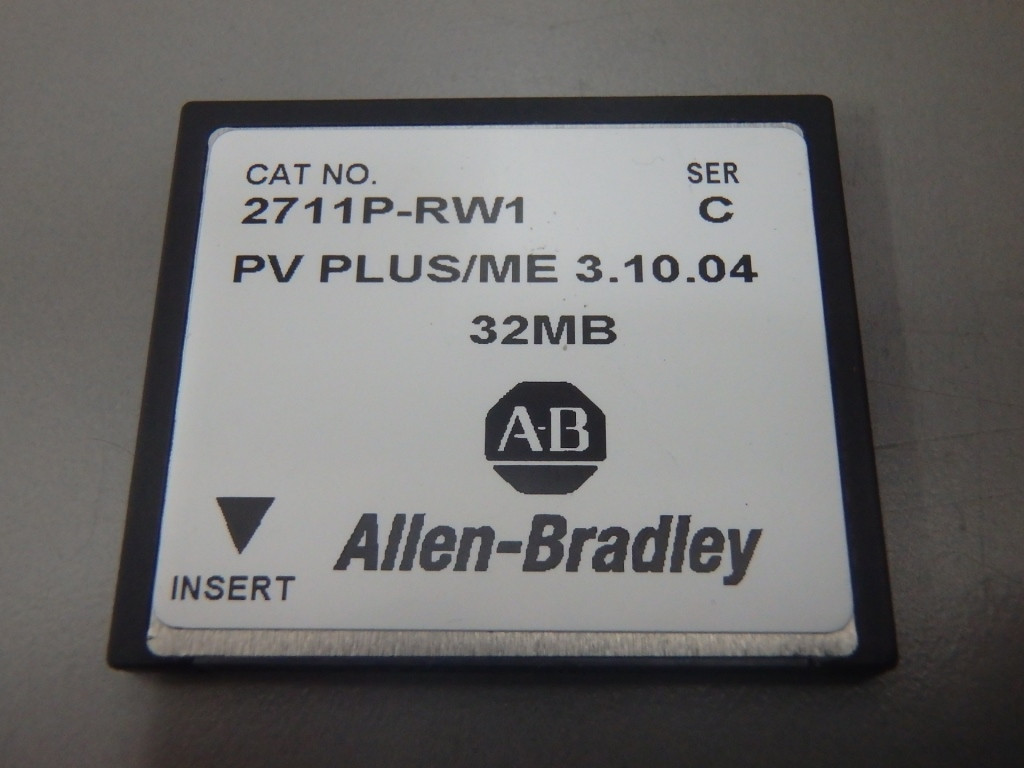 CAT NO. SER
2711P-RW1 C
PV PLUS/ME 3.10.04
32MB
A-B
Allen-Bradley
INSERT